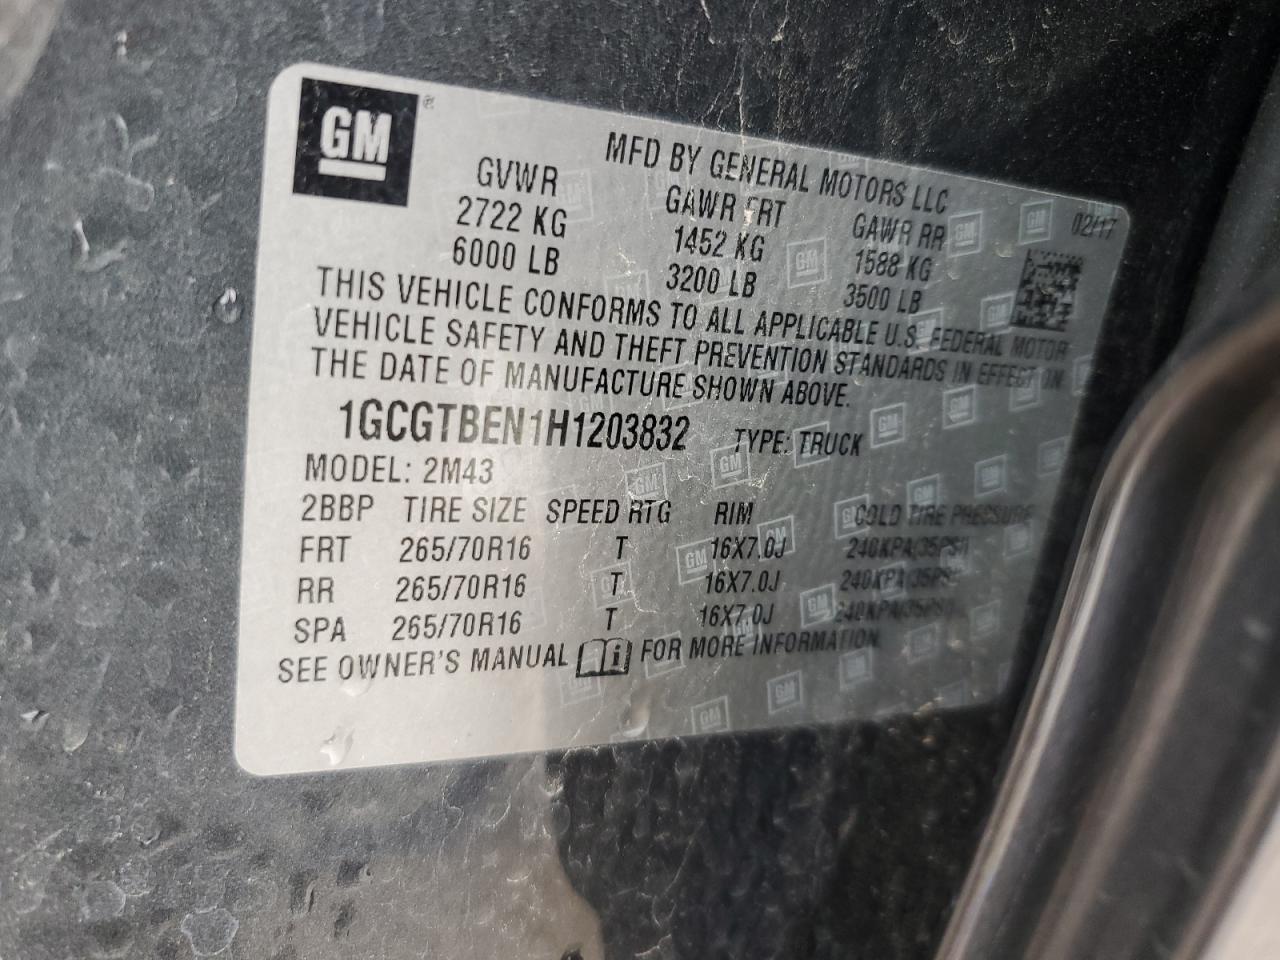 GM ®
MFD BY GENERAL MOTORS LLC
GVWR GAWR FRT GAWR RR 02/17
2722 KG 1452 KG 1588 KG
6000 LB 3200 LB 3500 LB
THIS VEHICLE CONFORMS TO ALL APPLICABLE U.S. FEDERAL MOTOR
VEHICLE SAFETY AND THEFT PREVENTION STANDARDS IN EFFECT ON
THE DATE OF MANUFACTURE SHOWN ABOVE.
1GCGTBEN1H1203832 TYPE: TRUCK
MODEL: 2M43
2BBP TIRE SIZE SPEED RTG RIM COLD TIRE PRESSURE
FRT 265/70R16 T 16X7.0J 240KPA(35PSI)
RR 265/70R16 T 16X7.0J 240KPA(35PSI)
SPA 265/70R16 T 16X7.0J 240KPA(35PSI)
SEE OWNER'S MANUAL FOR MORE INFORMATION.